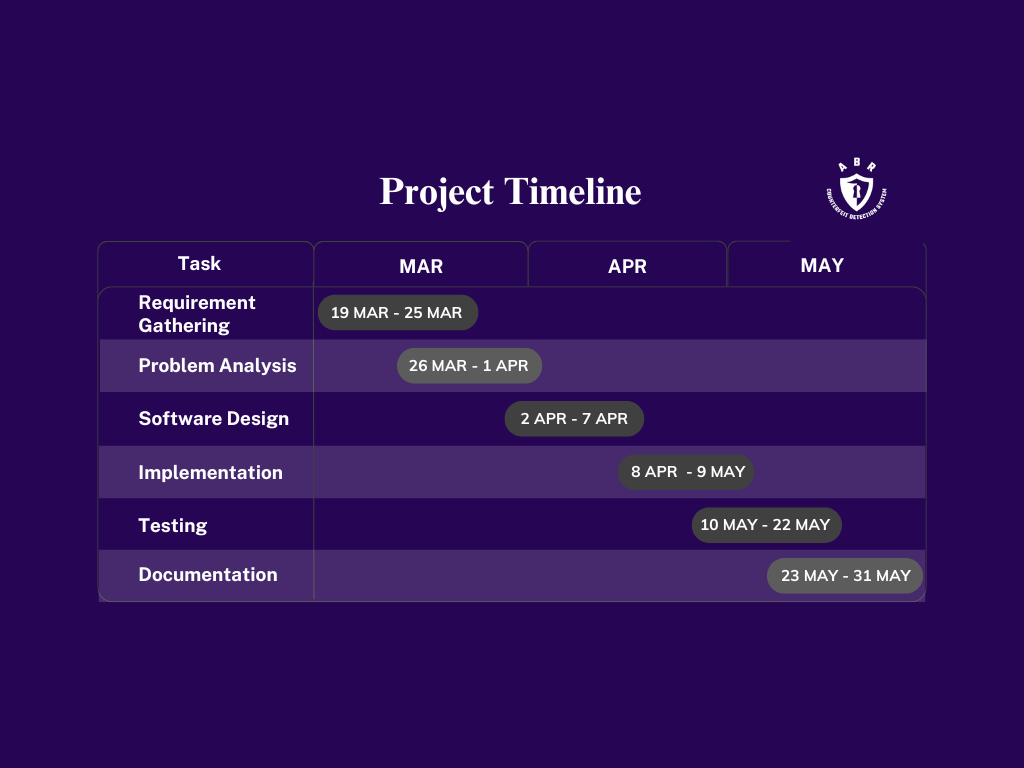 A B R
Project Timeline
COUNTERFEIT DETECTION SYSTEM
Task
MAR
APR
MAY
Requirement
Gathering
19 MAR - 25 MAR
Problem Analysis
26 MAR - 1 APR
Software Design
2 APR - 7 APR
Implementation
8 APR - 9 MAY
Testing
10 MAY - 22 MAY
Documentation
23 MAY - 31 MAY